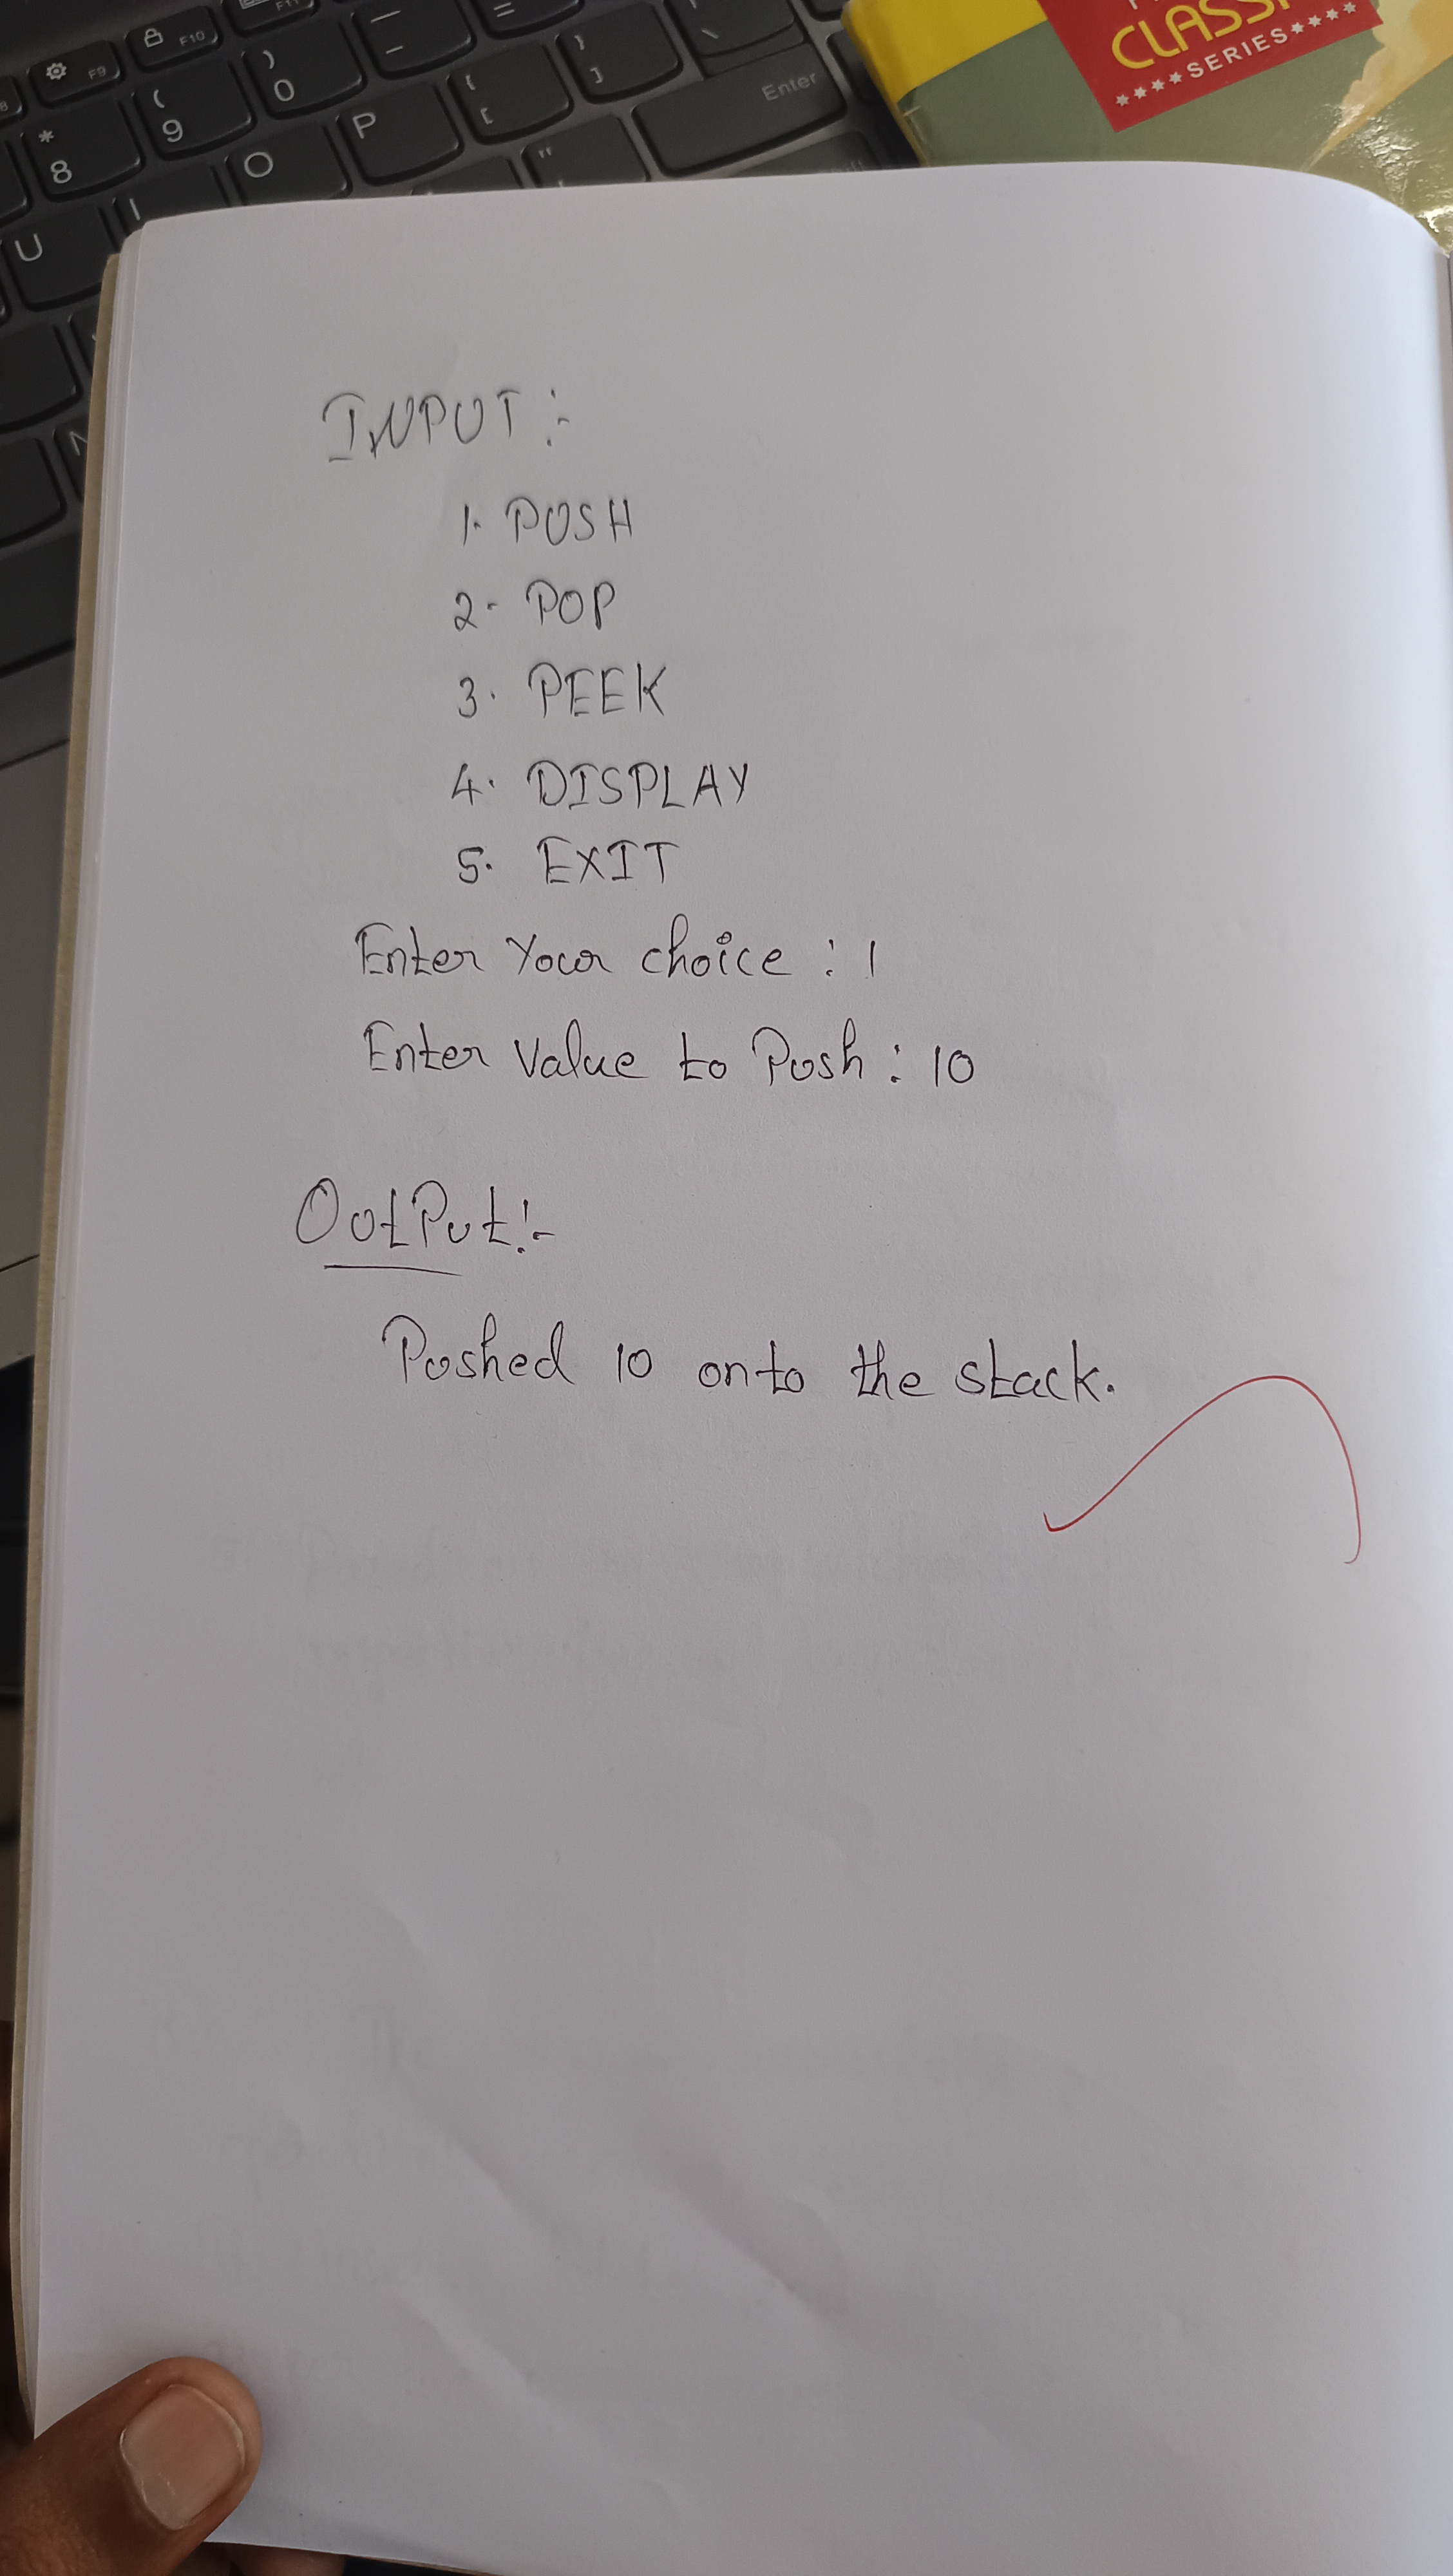 F9
F10
F11
CLASSI
****SERIES****
* 8
( 9
) 0
— -
= 
{ [
} ]
\
Enter
U
I
O
P
" '
INPUT :-
1. PUSH
2. POP
3. PEEK
4. DISPLAY
5. EXIT
Enter Your choice : 1
Enter Value to Push : 10
OutPut:-
Pushed 10 onto the stack.